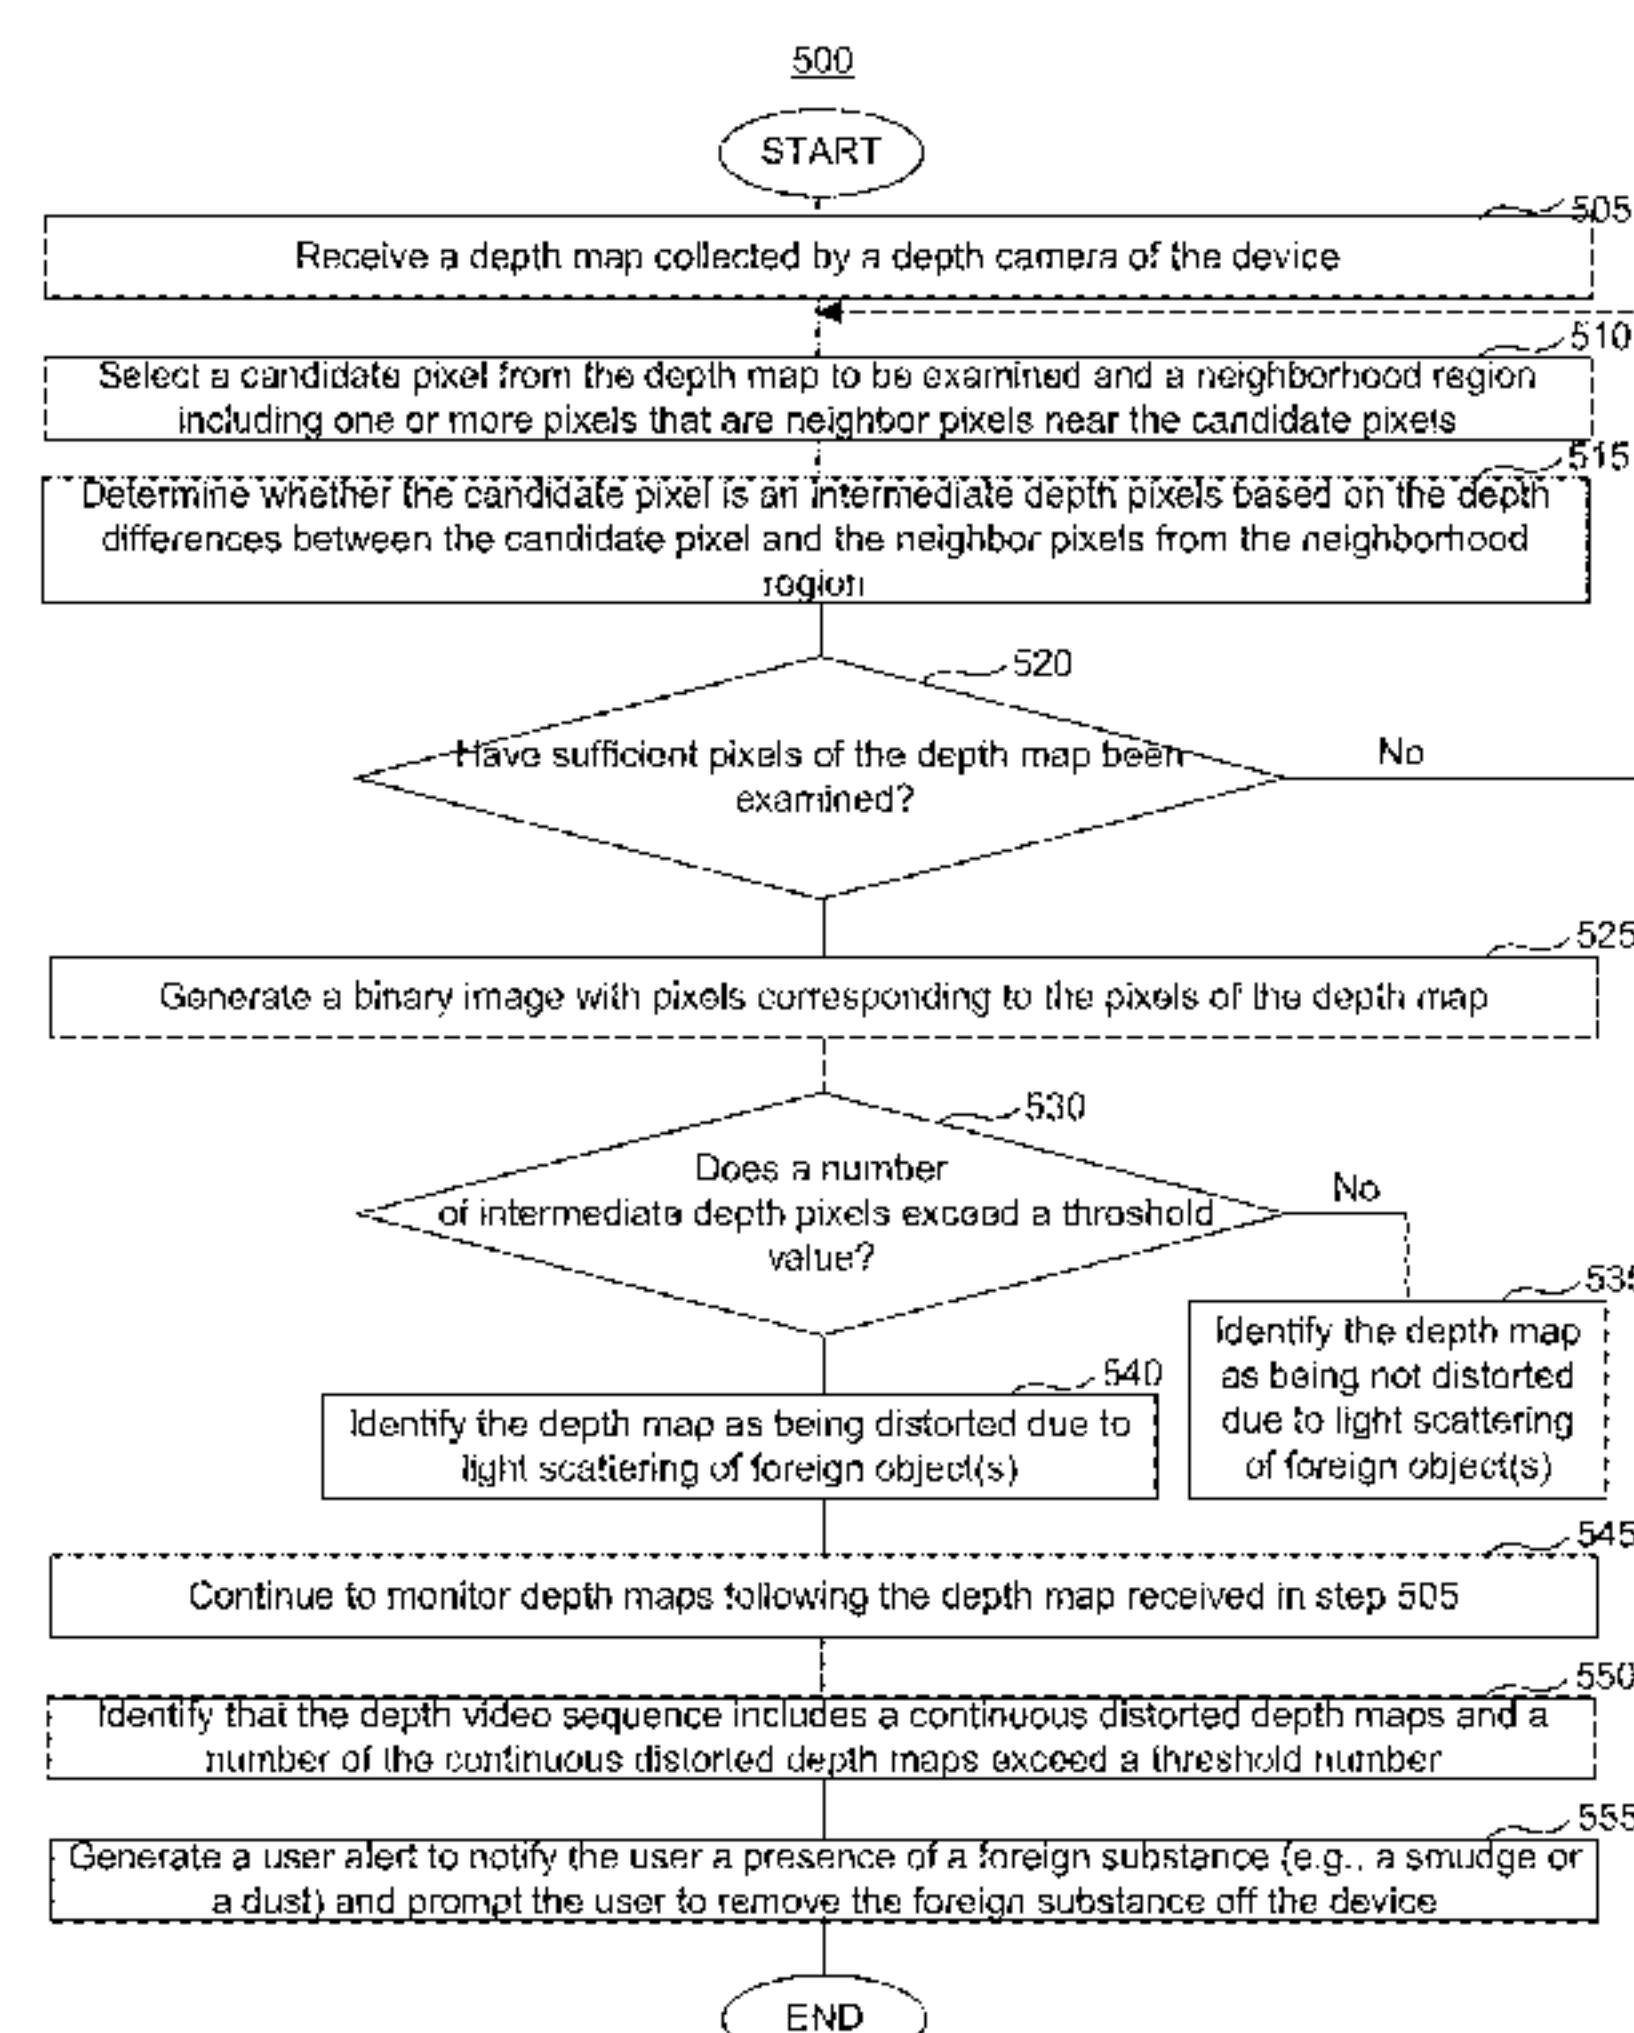 500
START
505
Receive a depth map collected by a depth camera of the device
510
Select a candidate pixel from the depth map to be examined and a neighborhood region
including one or more pixels that are neighbor pixels near the candidate pixels
515
Determine whether the candidate pixel is an intermediate depth pixels based on the depth
differences between the candidate pixel and the neighbor pixels from the neighborhood
region
520
Have sufficient pixels of the depth map been
examined?
No
525
Generate a binary image with pixels corresponding to the pixels of the depth map
530
Does a number
of intermediate depth pixels exceed a threshold
value?
No
535
Identify the depth map
as being not distorted
due to light scattering
of foreign object(s)
540
Identify the depth map as being distorted due to
light scattering of foreign object(s)
545
Continue to monitor depth maps following the depth map received in step 505
550
Identify that the depth video sequence includes a continuous distorted depth maps and a
number of the continuous distorted depth maps exceed a threshold number
555
Generate a user alert to notify the user a presence of a foreign substance (e.g., a smudge or
a dust) and prompt the user to remove the foreign substance off the device
END